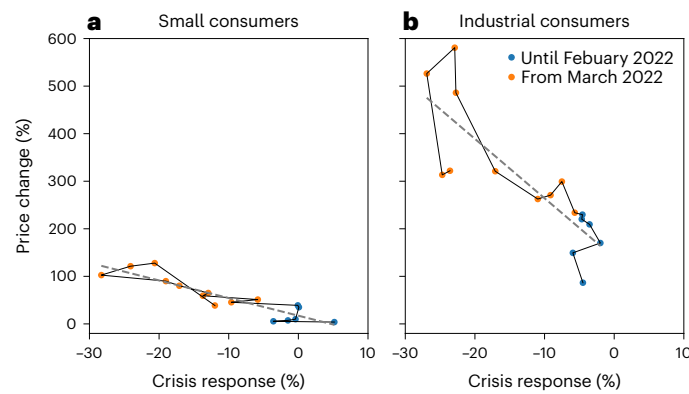 a Small consumers
b Industrial consumers
600
500
400
300
200
100
0
Price change (%)
−30 −20 −10 0 10
Crisis response (%)
Until Febuary 2022
From March 2022
−30 −20 −10 0 10
Crisis response (%)